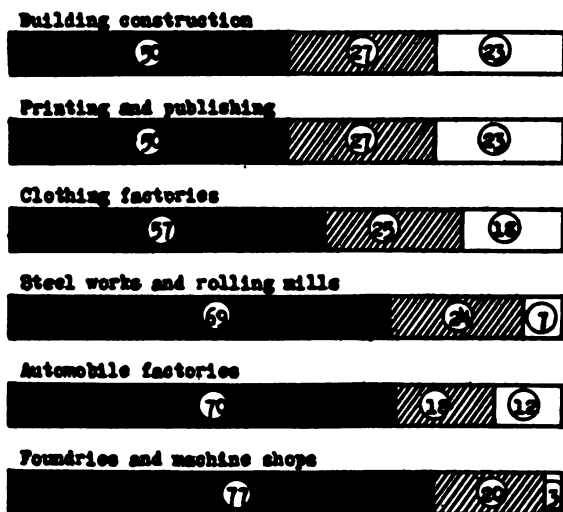 Building construction
50 27 23
Printing and publishing
50 27 23
Clothing factories
57 25 18
Steel works and rolling mills
69 24 7
Automobile factories
70 18 12
Foundries and machine shops
77 20 3